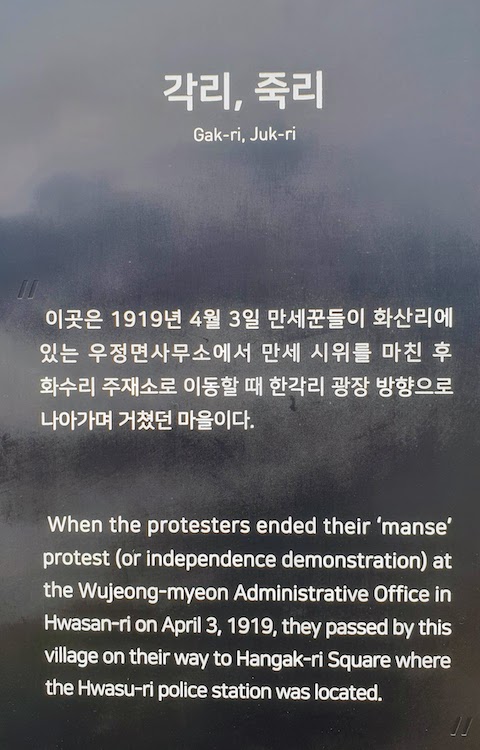 각리, 죽리
Gak-ri, Juk-ri
"
이곳은 1919년 4월 3일 만세꾼들이 화산리에
있는 우정면사무소에서 만세 시위를 마친 후
화수리 주재소로 이동할 때 한각리 광장 방향으로
나아가며 거쳤던 마을이다.
When the protesters ended their ‘manse’
protest (or independence demonstration) at
the Wujeong-myeon Administrative Office in
Hwasan-ri on April 3, 1919, they passed by this
village on their way to Hangak-ri Square where
the Hwasu-ri police station was located.
"